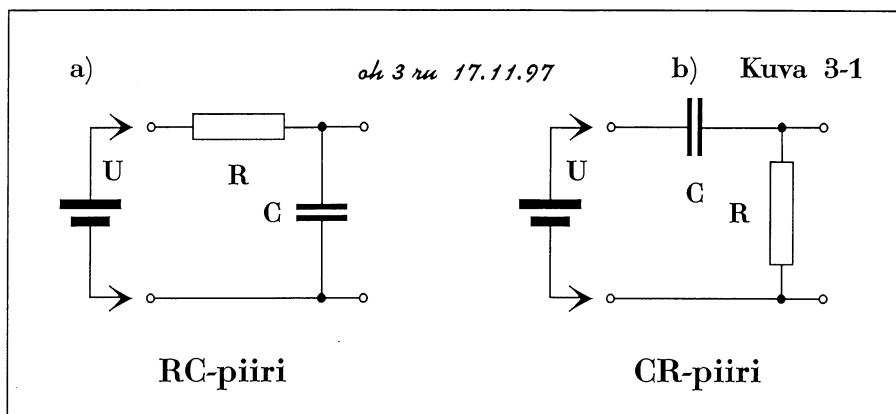 a) oh 3 ru 17.11.97 b) Kuva 3-1
U R C
U C R
RC-piiri CR-piiri